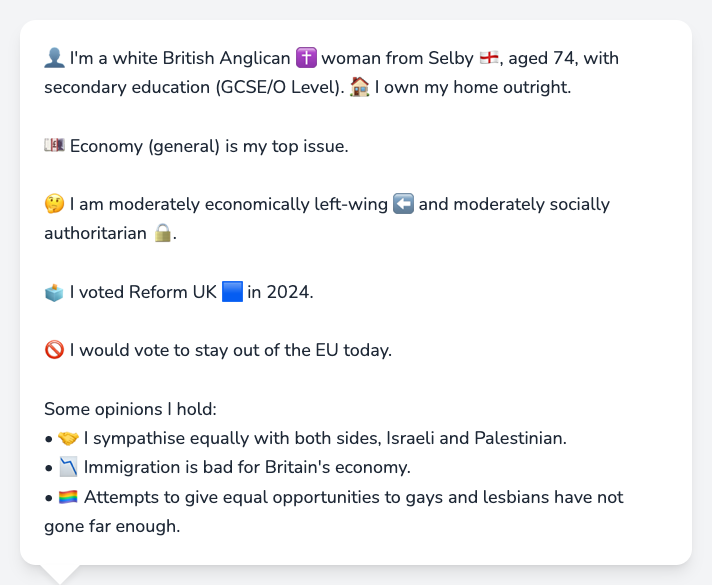 👤 I'm a white British Anglican ✝️ woman from Selby 🏴󠁧󠁢󠁥󠁮󠁧󠁿, aged 74, with
secondary education (GCSE/O Level). 🏠 I own my home outright.
💷 Economy (general) is my top issue.
🤔 I am moderately economically left-wing ⬅️ and moderately socially
authoritarian 🔒.
🗳️ I voted Reform UK 🟦 in 2024.
🚫 I would vote to stay out of the EU today.
Some opinions I hold:
• 🤝 I sympathise equally with both sides, Israeli and Palestinian.
• 📉 Immigration is bad for Britain's economy.
• 🏳️‍🌈 Attempts to give equal opportunities to gays and lesbians have not
gone far enough.